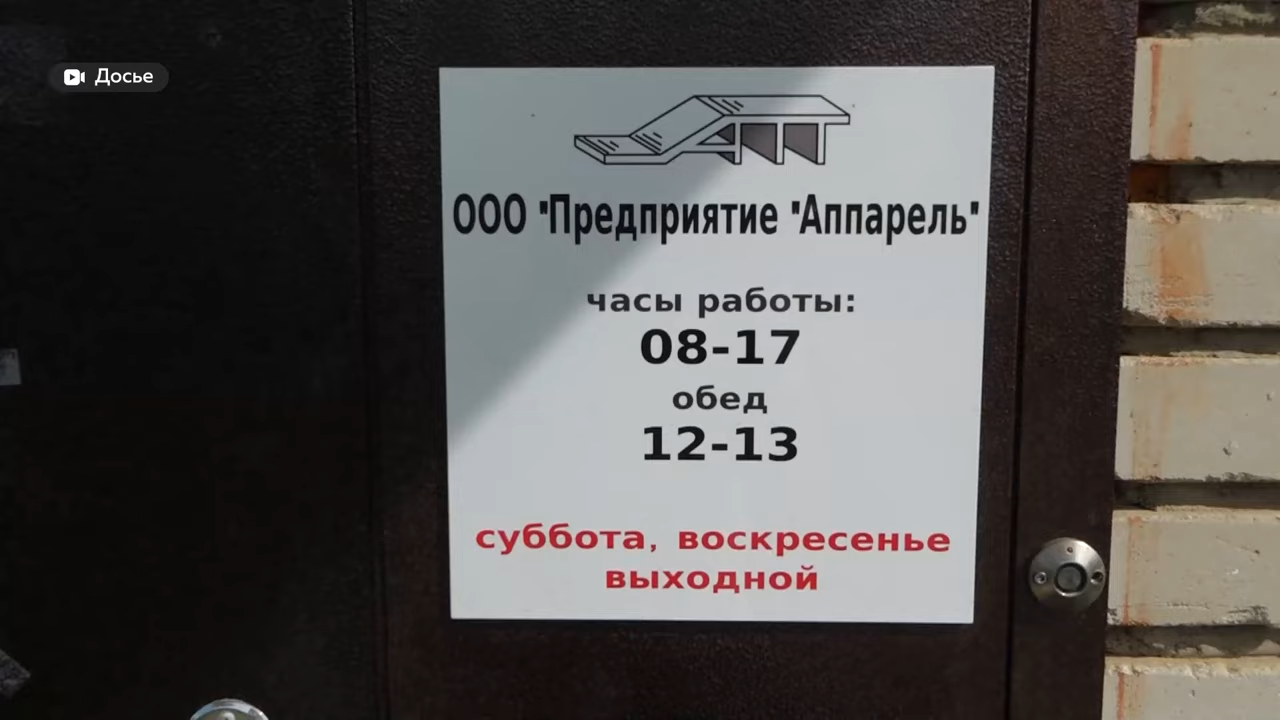 Досье
ООО "Предприятие "Аппарель"
часы работы:
08-17
обед
12-13
суббота, воскресенье
выходной